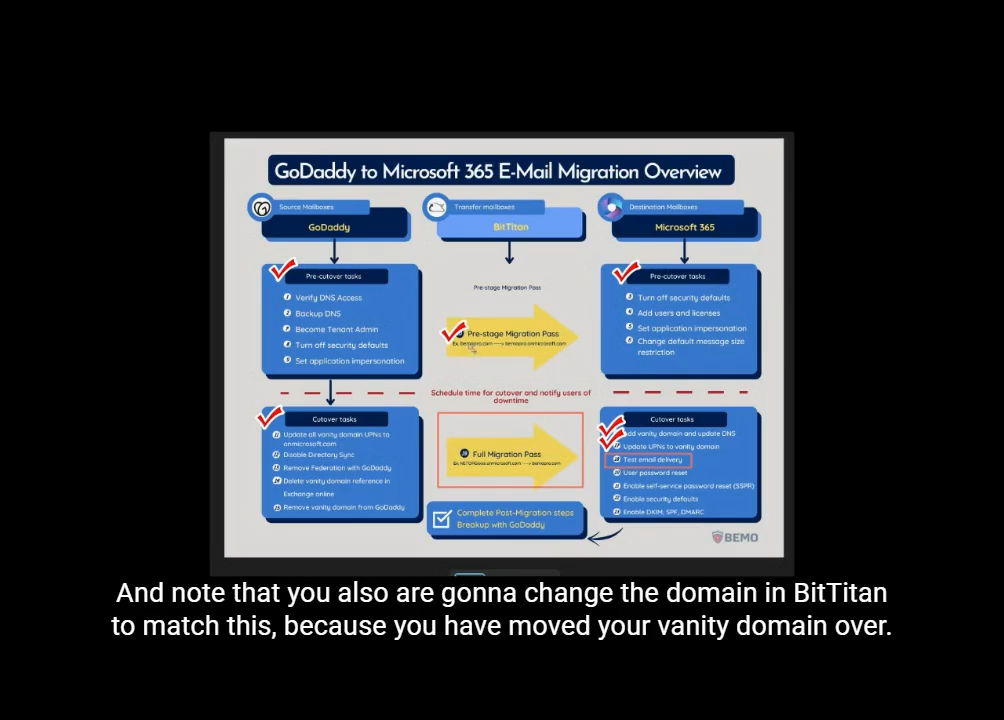 GoDaddy to Microsoft 365 E-Mail Migration Overview
Source Mailboxes
GoDaddy
Transfer mailboxes
BitTitan
Destination Mailboxes
Microsoft 365
Pre-cutover tasks
Verify DNS Access
Backup DNS
Become Tenant Admin
Turn off security defaults
Set application impersonation
Pre-stage Migration Pass
Pre-stage Migration Pass
Pre-cutover tasks
Turn off security defaults
Add users and licenses
Set application impersonation
Change default message size
restriction
Schedule time for cutover and notify users of
downtime
Cutover tasks
Update all vanity domain UPNs to
onmicrosoft.com
Disable Directory Sync
Remove Federation with GoDaddy
Delete vanity domain reference in
Exchange online
Remove vanity domain from GoDaddy
Full Migration Pass
Cutover tasks
vanity domain and update DNS
Update UPNs to vanity domain
Test email delivery
User password reset
Enable self-service password reset (SSPR)
Enable security defaults
Enable DKIM, SPF, DMARC
Complete Post-Migration steps
Breakup with GoDaddy
BEMO
And note that you also are gonna change the domain in BitTitan
to match this, because you have moved your vanity domain over.